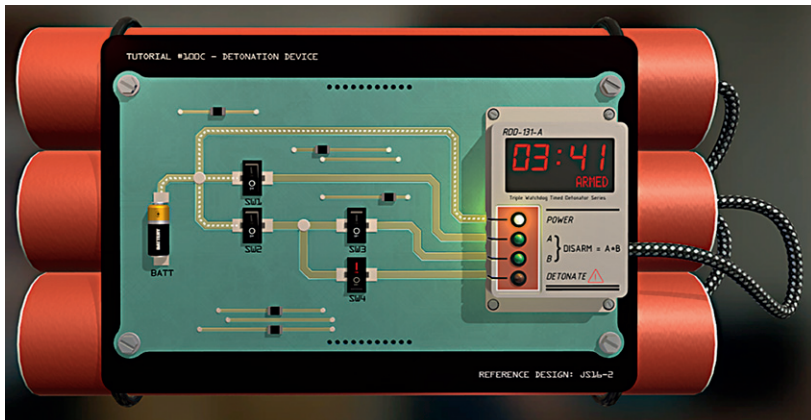 TUTORIAL #100C - DETONATION DEVICE
RDD-131-A
03:41
ARMED
Triple Watchdog Timed Detonator Series
POWER
A
B
DISARM = A*B
DETONATE
SW1
SW2
SW3
SW4
BATTERY
BATT
REFERENCE DESIGN: JS16-2